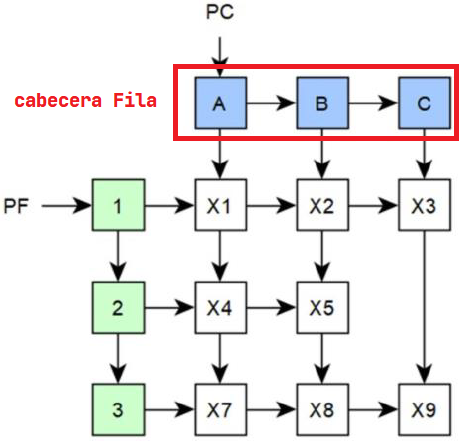 PC
cabecera Fila
A B C
PF 1 X1 X2 X3
2 X4 X5
3 X7 X8 X9